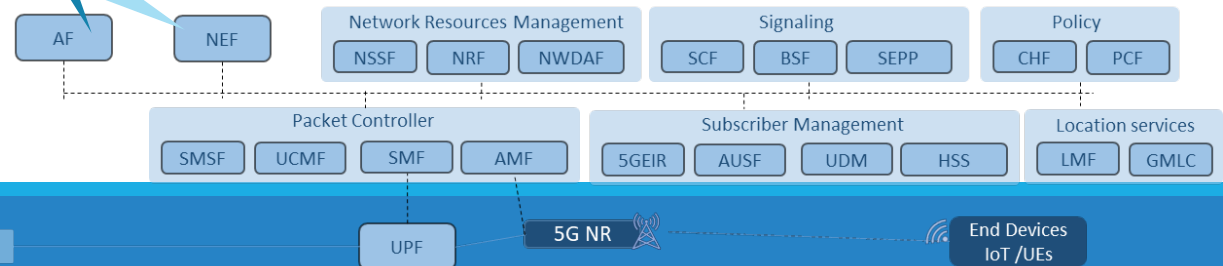 AF
NEF
Network Resources Management
NSSF
NRF
NWDAF
Signaling
SCF
BSF
SEPP
Policy
CHF
PCF
Packet Controller
SMSF
UCMF
SMF
AMF
Subscriber Management
5GEIR
AUSF
UDM
HSS
Location services
LMF
GMLC
UPF
5G NR
End Devices
IoT /UEs